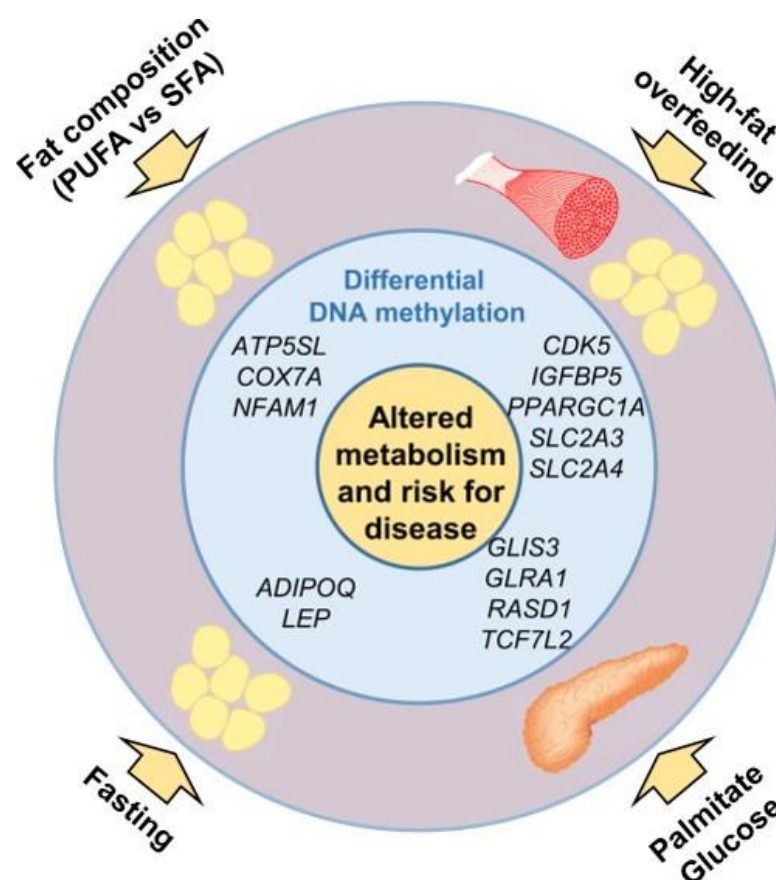 Fat composition
(PUFA vs SFA)
High-fat
overfeeding
Differential
DNA methylation
ATP5SL
COX7A
NFAM1
CDK5
IGFBP5
PPARGC1A
SLC2A3
SLC2A4
Altered
metabolism
and risk for
disease
ADIPOQ
LEP
GLIS3
GLRA1
RASD1
TCF7L2
Fasting
Palmitate
Glucose